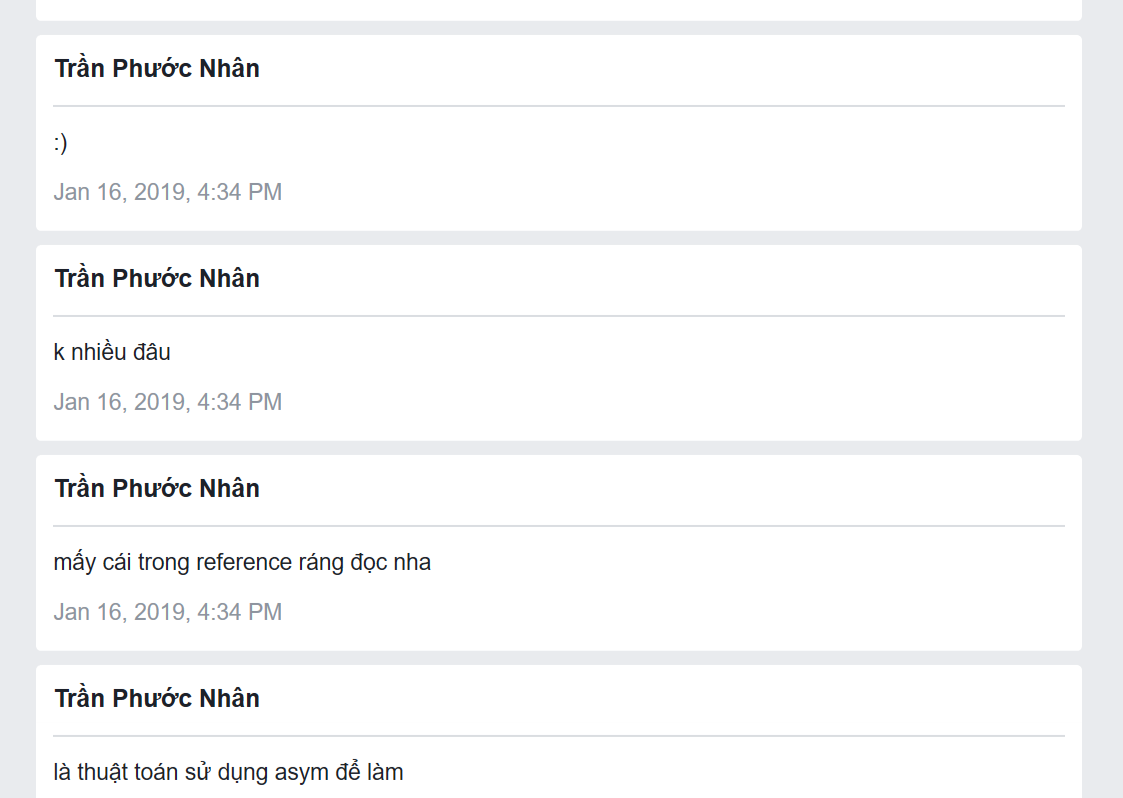 Trần Phước Nhân
:)
Jan 16, 2019, 4:34 PM
Trần Phước Nhân
k nhiều đâu
Jan 16, 2019, 4:34 PM
Trần Phước Nhân
mấy cái trong reference ráng đọc nha
Jan 16, 2019, 4:34 PM
Trần Phước Nhân
là thuật toán sử dụng asym để làm